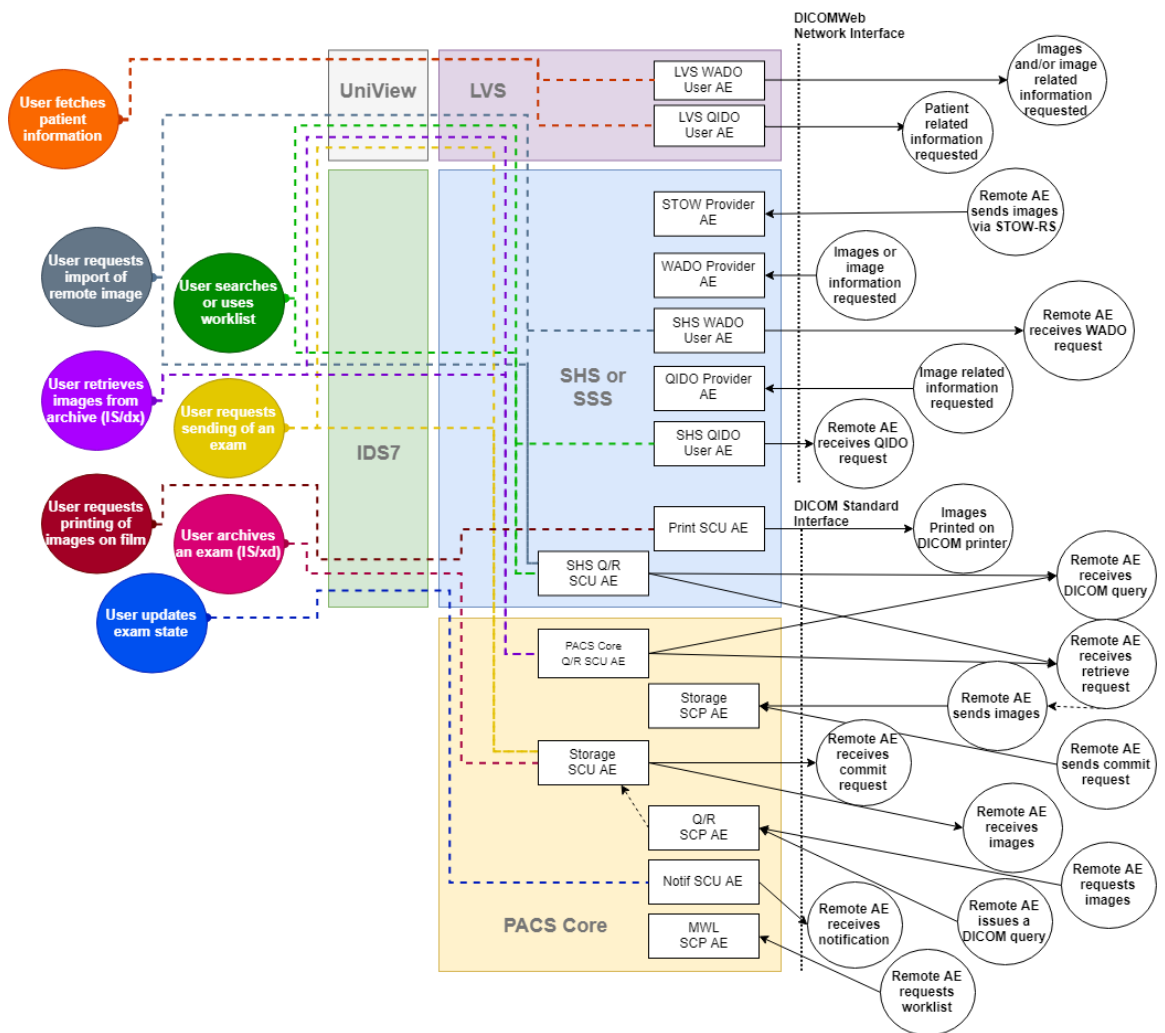 DICOMWeb
Network Interface
UniView
LVS
LVS WADO
User AE
LVS QIDO
User AE
Images
and/or image
related
information
requested
Patient
related
information
requested
User fetches
patient
information
STOW Provider
AE
Remote AE
sends images
via STOW-RS
User requests
import of
remote image
User searches
or uses
worklist
WADO Provider
AE
Images or
image
information
requested
SHS WADO
User AE
Remote AE
receives WADO
request
SHS or
SSS
QIDO Provider
AE
Image related
information
requested
User retrieves
images from
archive (IS/dx)
User requests
sending of an
exam
IDS7
SHS QIDO
User AE
Remote AE
receives QIDO
request
DICOM Standard
Interface
User requests
printing of
images on film
User archives
an exam (IS/xd)
Print SCU AE
Images
Printed on
DICOM printer
SHS Q/R
SCU AE
Remote AE
receives
DICOM query
User updates
exam state
PACS Core
Q/R SCU AE
Remote AE
receives
retrieve
request
Storage
SCP AE
Remote AE
sends images
Storage
SCU AE
Remote AE
receives
commit
request
Remote AE
sends commit
request
Q/R
SCP AE
Remote AE
receives
images
Notif SCU AE
Remote AE
requests
images
PACS Core
MWL
SCP AE
Remote AE
receives
notification
Remote AE
issues a
DICOM query
Remote AE
requests
worklist